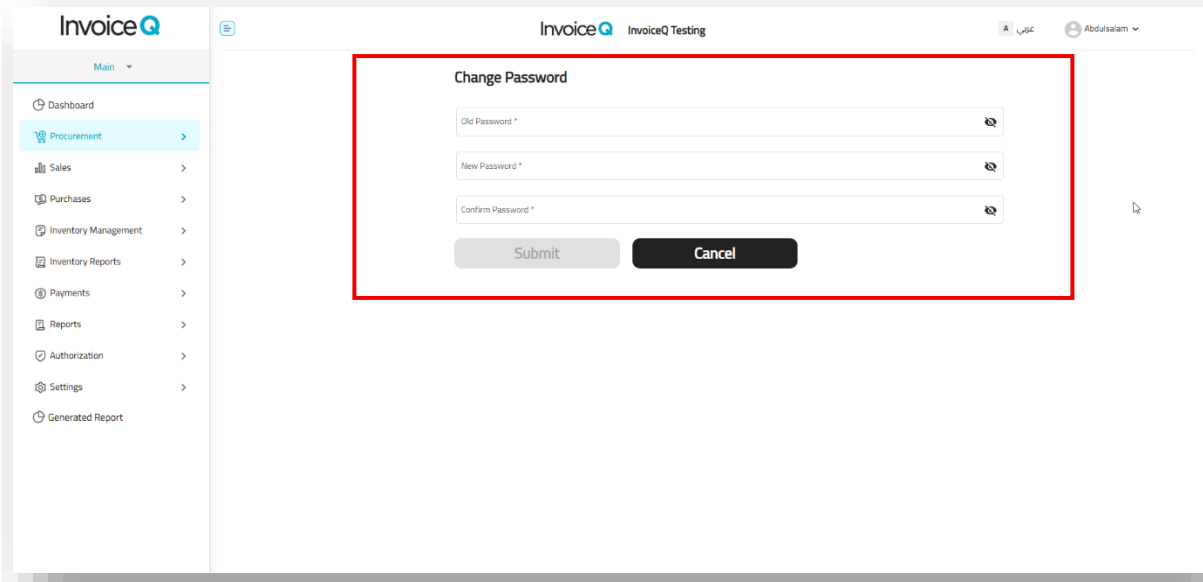 InvoiceQ
Main
Dashboard
Procurement
Sales
Purchases
Inventory Management
Inventory Reports
Payments
Reports
Authorization
Settings
Generated Report
InvoiceQ InvoiceQ Testing
A عربي
Abdulsalam
Change Password
Old Password *
New Password *
Confirm Password *
Submit Cancel